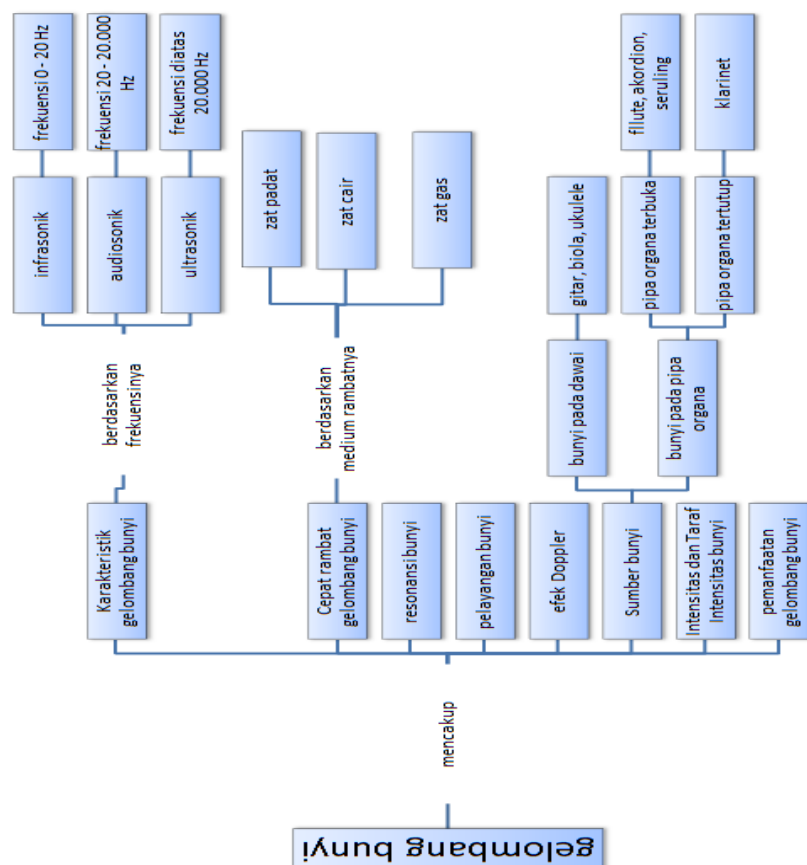 gelombang bunyi
mencakup
Karakteristik
gelombang bunyi
berdasarkan
frekuensinya
infrasonik
frekuensi 0 - 20 Hz
audiosonik
frekuensi 20 - 20.000
Hz
ultrasonik
frekuensi diatas
20.000 Hz
Cepat rambat
gelombang bunyi
berdasarkan
medium rambatnya
zat padat
zat cair
zat gas
resonansi bunyi
pelayangan bunyi
efek Doppler
Sumber bunyi
bunyi pada dawai
gitar, biola, ukulele
bunyi pada pipa
organa
pipa organa terbuka
fllute, akordion,
seruling
pipa organa tertutup
klarinet
Intensitas dan Taraf
Intensitas bunyi
pemanfaatan
gelombang bunyi